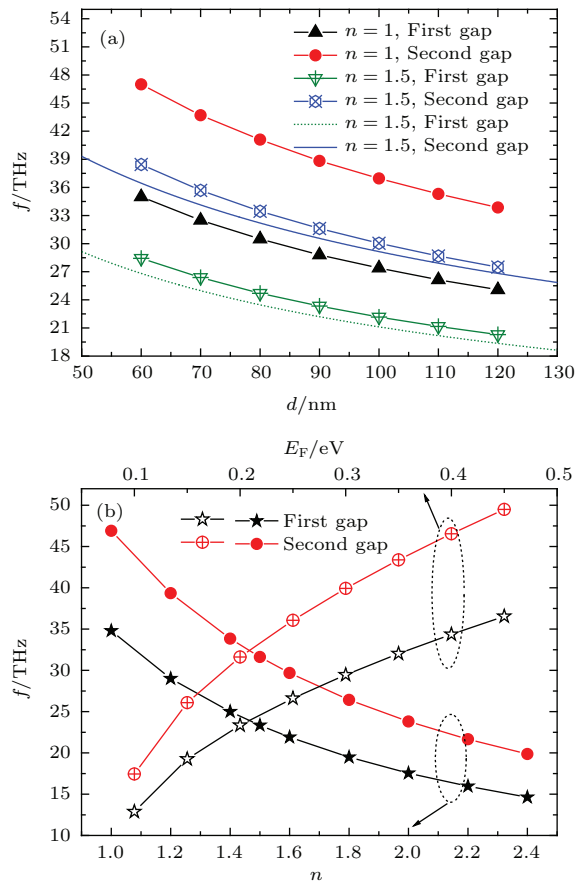 54
51
48
45
42
39
36
33
30
27
24
21
18
f/THz
(a)
n = 1, First gap
n = 1, Second gap
n = 1.5, First gap
n = 1.5, Second gap
n = 1.5, First gap
n = 1.5, Second gap
50 60 70 80 90 100 110 120 130
d/nm
E_F/eV
0.1 0.2 0.3 0.4 0.5
50
45
40
35
30
25
20
15
10
f/THz
(b)
First gap
Second gap
1.0 1.2 1.4 1.6 1.8 2.0 2.2 2.4
n